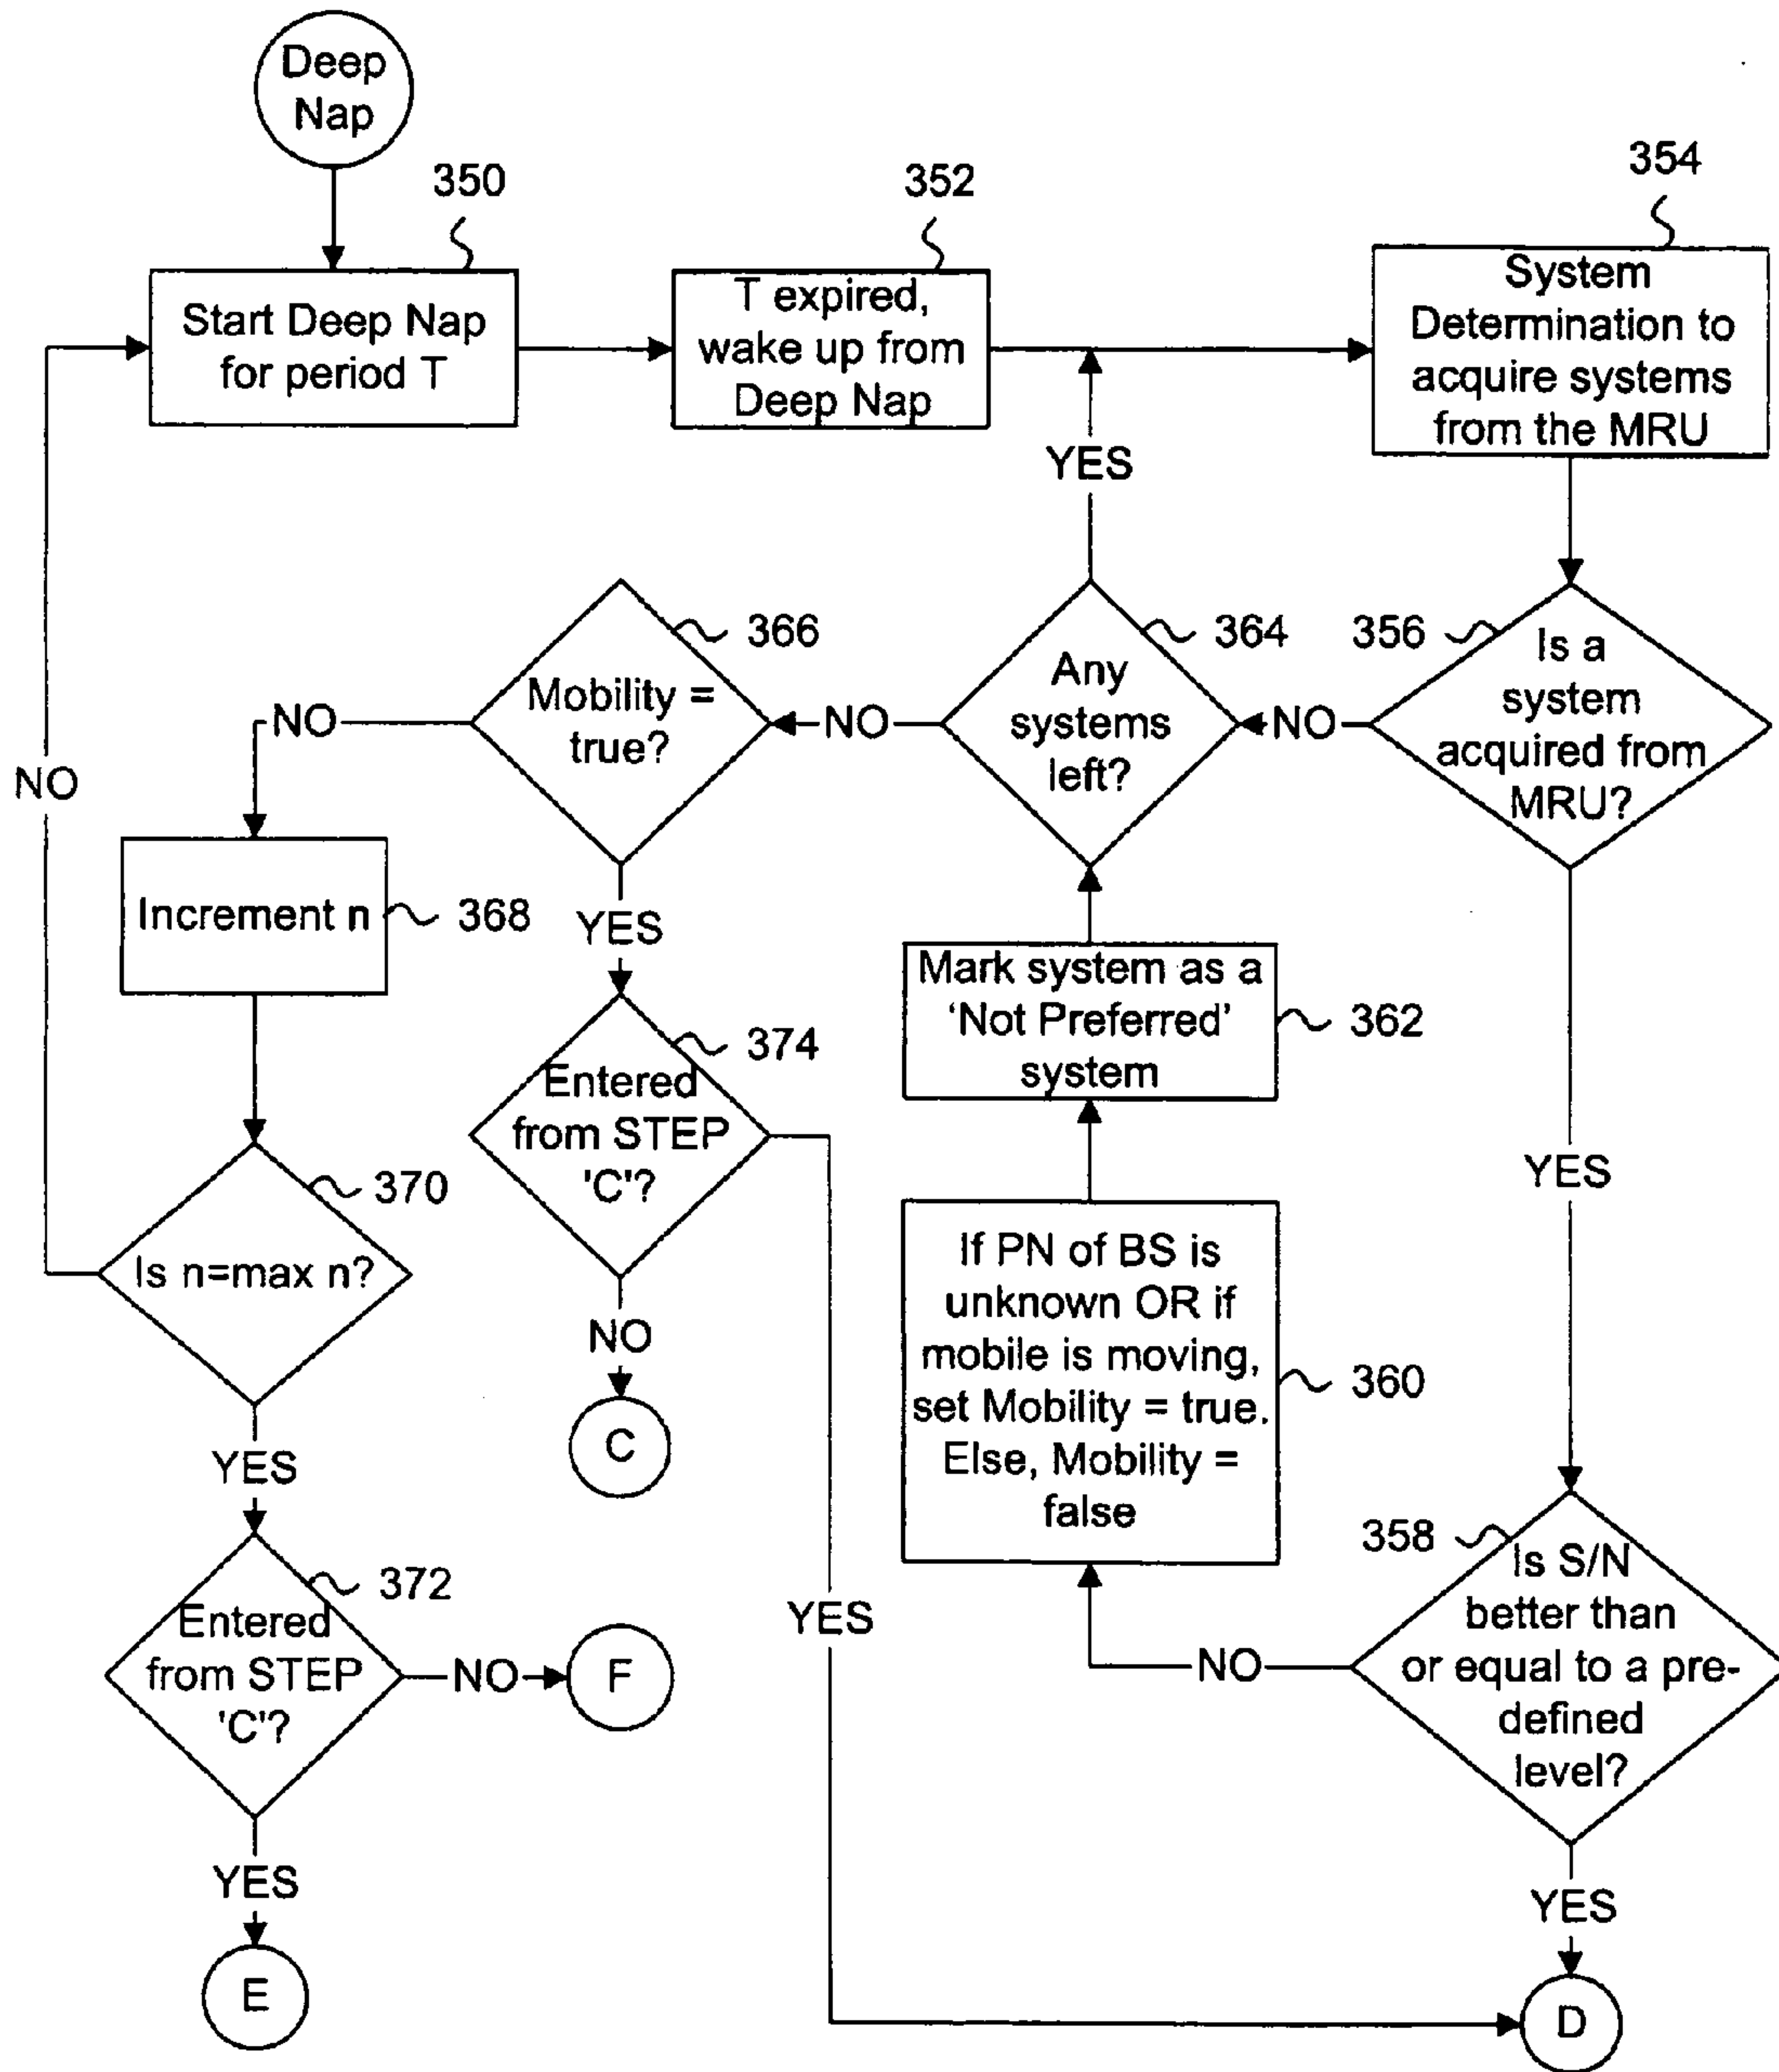 Deep
Nap
350
Start Deep Nap
for period T
352
T expired,
wake up from
Deep Nap
354
System
Determination to
acquire systems
from the MRU
YES
366
Mobility =
true?
364
Any
systems
left?
356
Is a
system
acquired from
MRU?
NO
NO
NO
NO
Increment n
368
YES
374
Entered
from STEP
'C'?
Mark system as a
‘Not Preferred’
system
362
YES
370
Is n=max n?
NO
C
If PN of BS is
unknown OR if
mobile is moving,
set Mobility = true.
Else, Mobility =
false
360
YES
372
Entered
from STEP
'C'?
NO
F
YES
358
Is S/N
better than
or equal to a pre-
defined
level?
NO
YES
E
YES
D